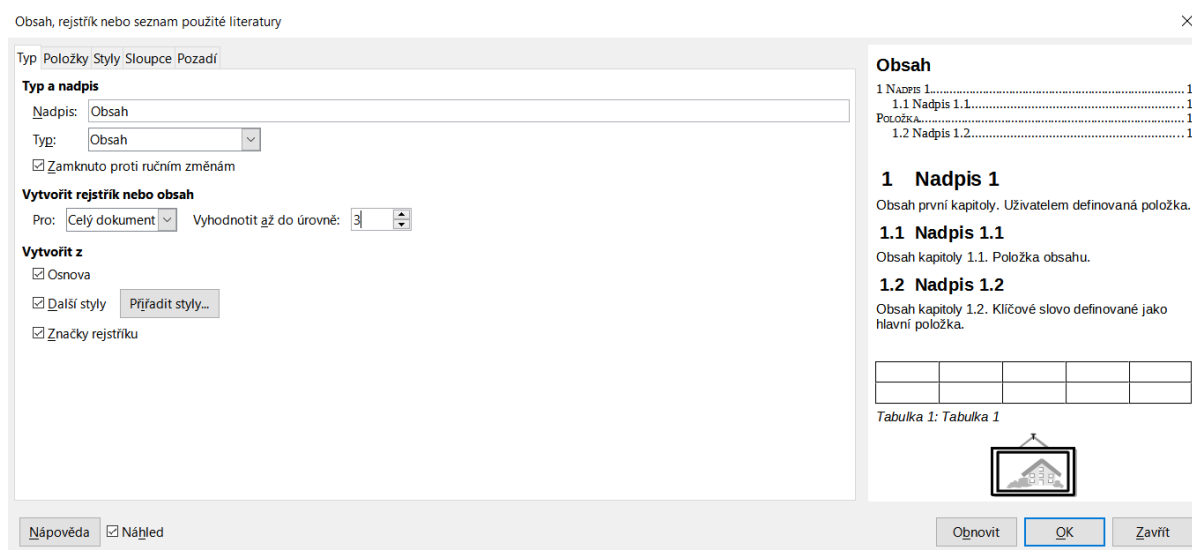 Obsah, rejstřík nebo seznam použité literatury
Typ Položky Styly Sloupce Pozadí
Typ a nadpis
Nadpis: Obsah
Typ: Obsah
Zamknuto proti ručním změnám
Vytvořit rejstřík nebo obsah
Pro: Celý dokument Vyhodnotit až do úrovně: 3
Vytvořit z
Osnova
Další styly Přiřadit styly...
Značky rejstříku
Obsah
1 Nadpis 1.....1
1.1 Nadpis 1.1.....1
Položka.....1
1.2 Nadpis 1.2.....1
1 Nadpis 1
Obsah první kapitoly. Uživatelem definovaná položka.
1.1 Nadpis 1.1
Obsah kapitoly 1.1. Položka obsahu.
1.2 Nadpis 1.2
Obsah kapitoly 1.2. Klíčové slovo definované jako
hlavní položka.
Tabulka 1: Tabulka 1
Nápověda Náhled Obnovit OK Zavřít